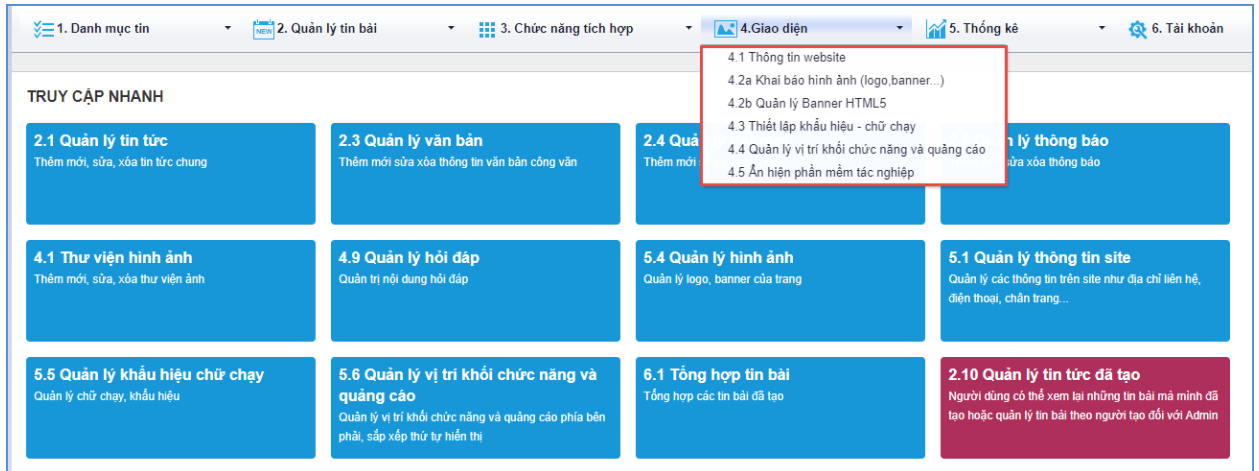 1. Danh mục tin
NEW 2. Quản lý tin bài
3. Chức năng tích hợp
4.Giao diện
5. Thống kê
6. Tài khoản
4.1 Thông tin website
4.2a Khai báo hình ảnh (logo,banner...)
4.2b Quản lý Banner HTML5
4.3 Thiết lập khẩu hiệu - chữ chạy
4.4 Quản lý vị trí khối chức năng và quảng cáo
4.5 Ẩn hiện phần mềm tác nghiệp
TRUY CẬP NHANH
2.1 Quản lý tin tức
Thêm mới, sửa, xóa tin tức chung
2.3 Quản lý văn bản
Thêm mới sửa xóa thông tin văn bản công văn
2.4
Thêm mới
lý thông báo
sửa xóa thông báo
4.1 Thư viện hình ảnh
Thêm mới, sửa, xóa thư viện ảnh
4.9 Quản lý hỏi đáp
Quản trị nội dung hỏi đáp
5.4 Quản lý hình ảnh
Quản lý logo, banner của trang
5.1 Quản lý thông tin site
Quản lý các thông tin trên site như địa chỉ liên hệ,
điện thoại, chân trang...
5.5 Quản lý khẩu hiệu chữ chạy
Quản lý chữ chạy, khẩu hiệu
5.6 Quản lý vị trí khối chức năng và
quảng cáo
Quản lý vị trí khối chức năng và quảng cáo phía bên
phải, sắp xếp thứ tự hiển thị
6.1 Tổng hợp tin bài
Tổng hợp các tin bài đã tạo
2.10 Quản lý tin tức đã tạo
Người dùng có thể xem lại những tin bài mà mình đã
tạo hoặc quản lý tin bài theo người tạo đối với Admin